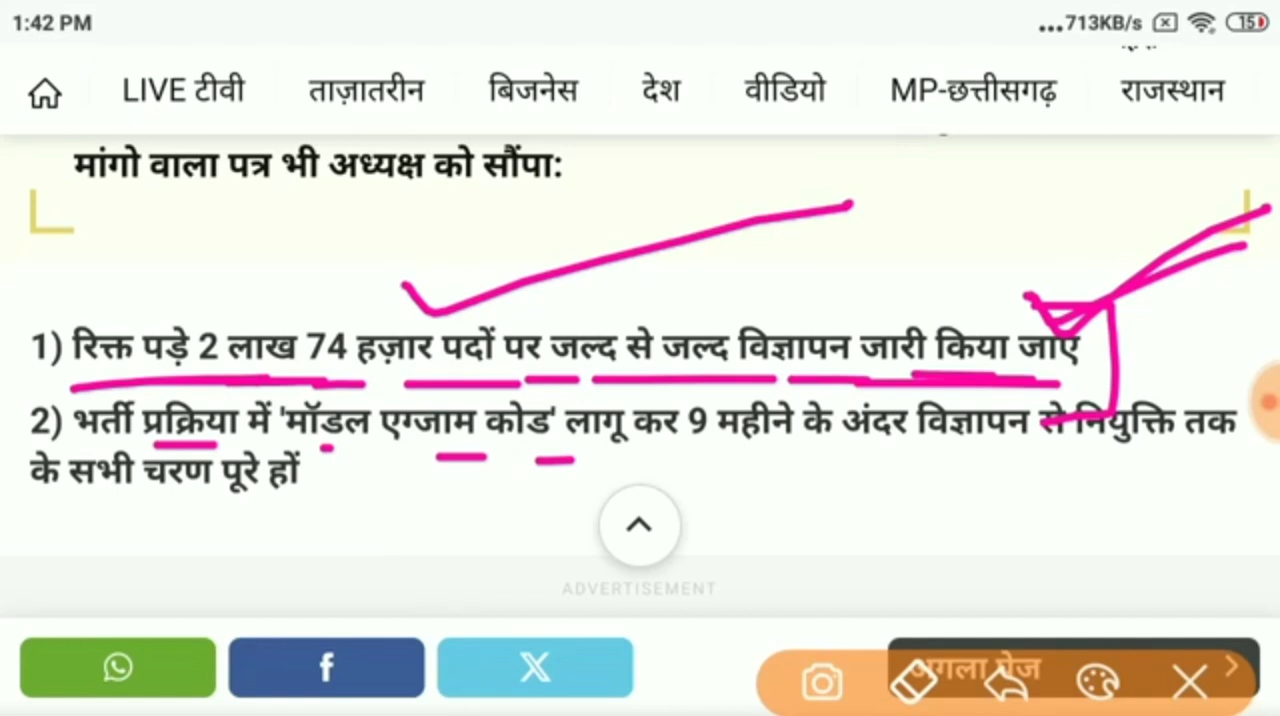 1:42 PM ...713KB/s 15
LIVE टीवी ताज़ातरीन बिजनेस देश वीडियो MP-छत्तीसगढ़ राजस्थान
मांगो वाला पत्र भी अध्यक्ष को सौंपा:
1) रिक्त पड़े 2 लाख 74 हज़ार पदों पर जल्द से जल्द विज्ञापन जारी किया जाए
2) भर्ती प्रक्रिया में 'मॉडल एग्जाम कोड' लागू कर 9 महीने के अंदर विज्ञापन से नियुक्ति तक
के सभी चरण पूरे हों
ADVERTISEMENT
अगला पेज